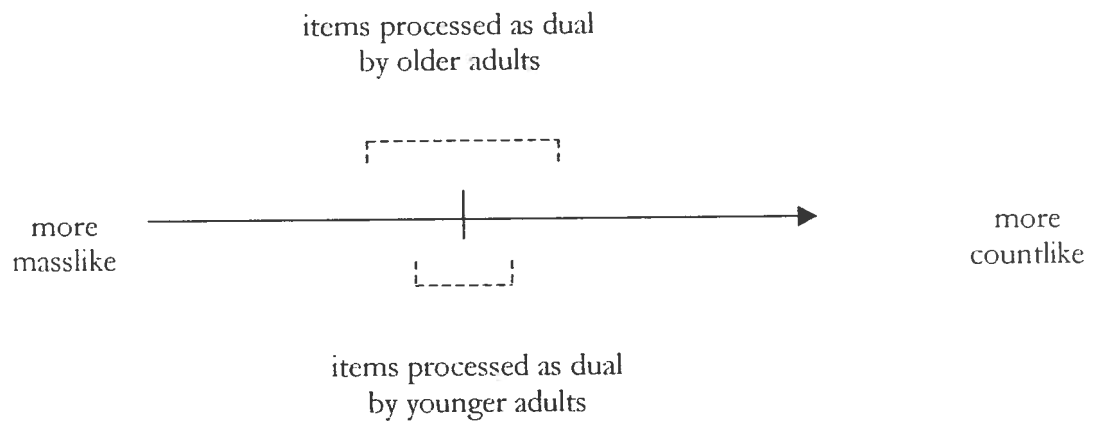 items processed as dual
by older adults
more
masslike
more
countlike
items processed as dual
by younger adults